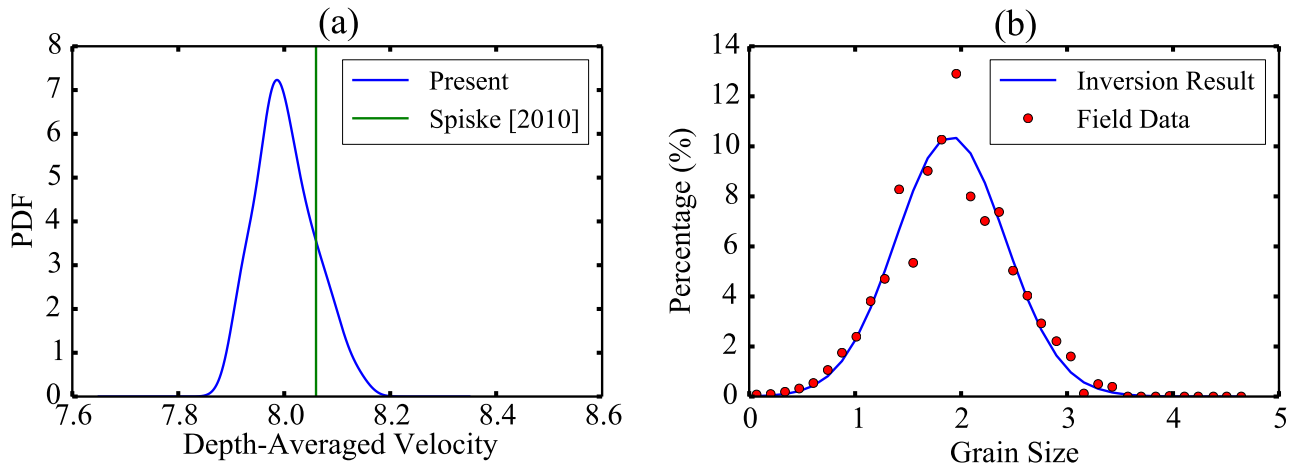 (a)
8
7
6
5
4
3
2
1
0
PDF
Present
Spiske [2010]
7.6 7.8 8.0 8.2 8.4 8.6
Depth-Averaged Velocity
(b)
14
12
10
8
6
4
2
0
Percentage (%)
Inversion Result
Field Data
0 1 2 3 4 5
Grain Size